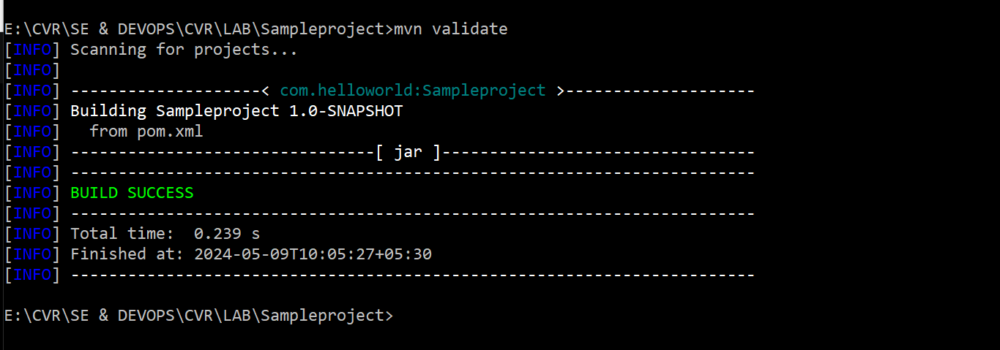 E:\CVR\SE & DEVOPS\CVR\LAB\Sampleproject>mvn validate
[INFO] Scanning for projects...
[INFO]
[INFO] --------------------< com.helloworld:Sampleproject >--------------------
[INFO] Building Sampleproject 1.0-SNAPSHOT
[INFO]   from pom.xml
[INFO] --------------------------------[ jar ]---------------------------------
[INFO] ------------------------------------------------------------------------
[INFO] BUILD SUCCESS
[INFO] ------------------------------------------------------------------------
[INFO] Total time:  0.239 s
[INFO] Finished at: 2024-05-09T10:05:27+05:30
[INFO] ------------------------------------------------------------------------
E:\CVR\SE & DEVOPS\CVR\LAB\Sampleproject>